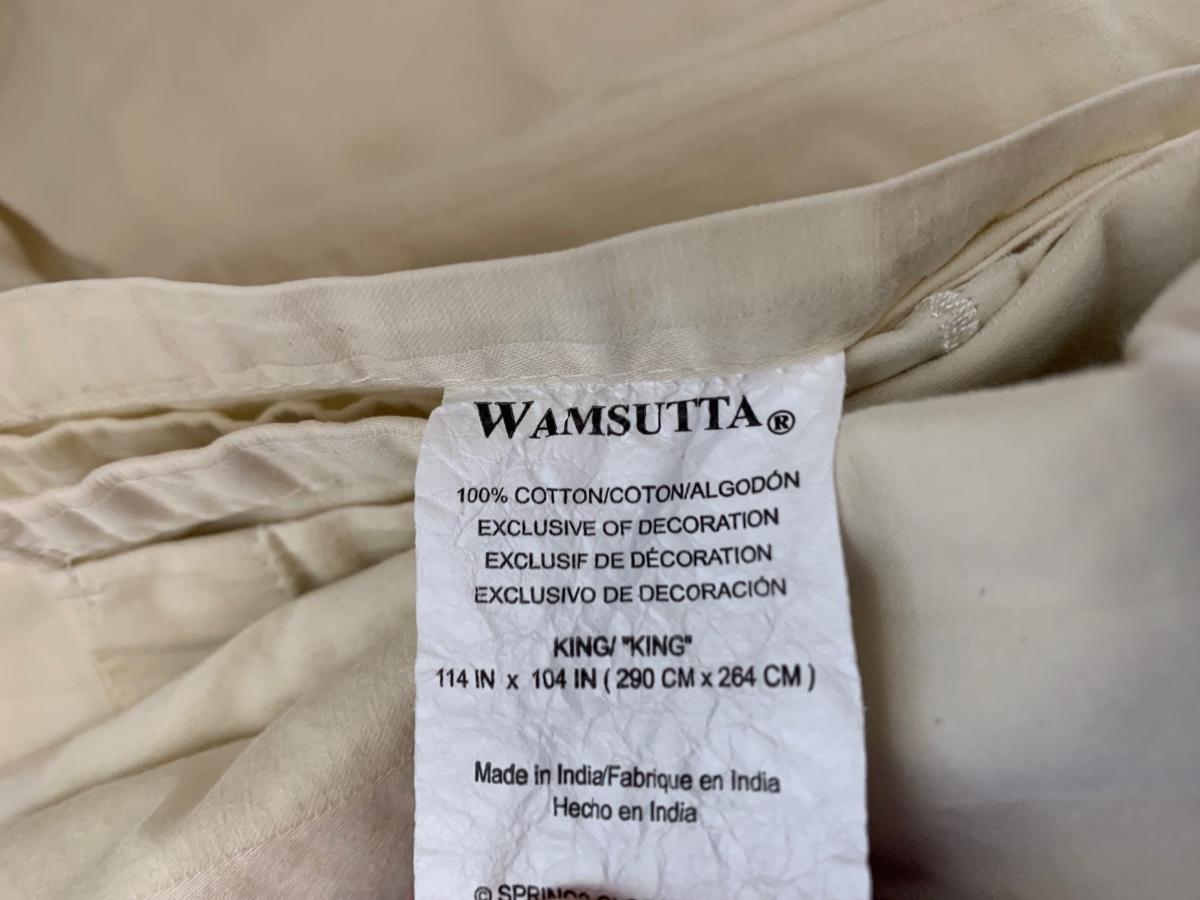 WAMSUTTA®
100% COTTON/COTON/ALGODÓN
EXCLUSIVE OF DECORATION
EXCLUSIF DE DÉCORATION
EXCLUSIVO DE DECORACIÓN
KING/ "KING"
114 IN x 104 IN ( 290 CM x 264 CM )
Made in India/Fabrique en India
Hecho en India
©